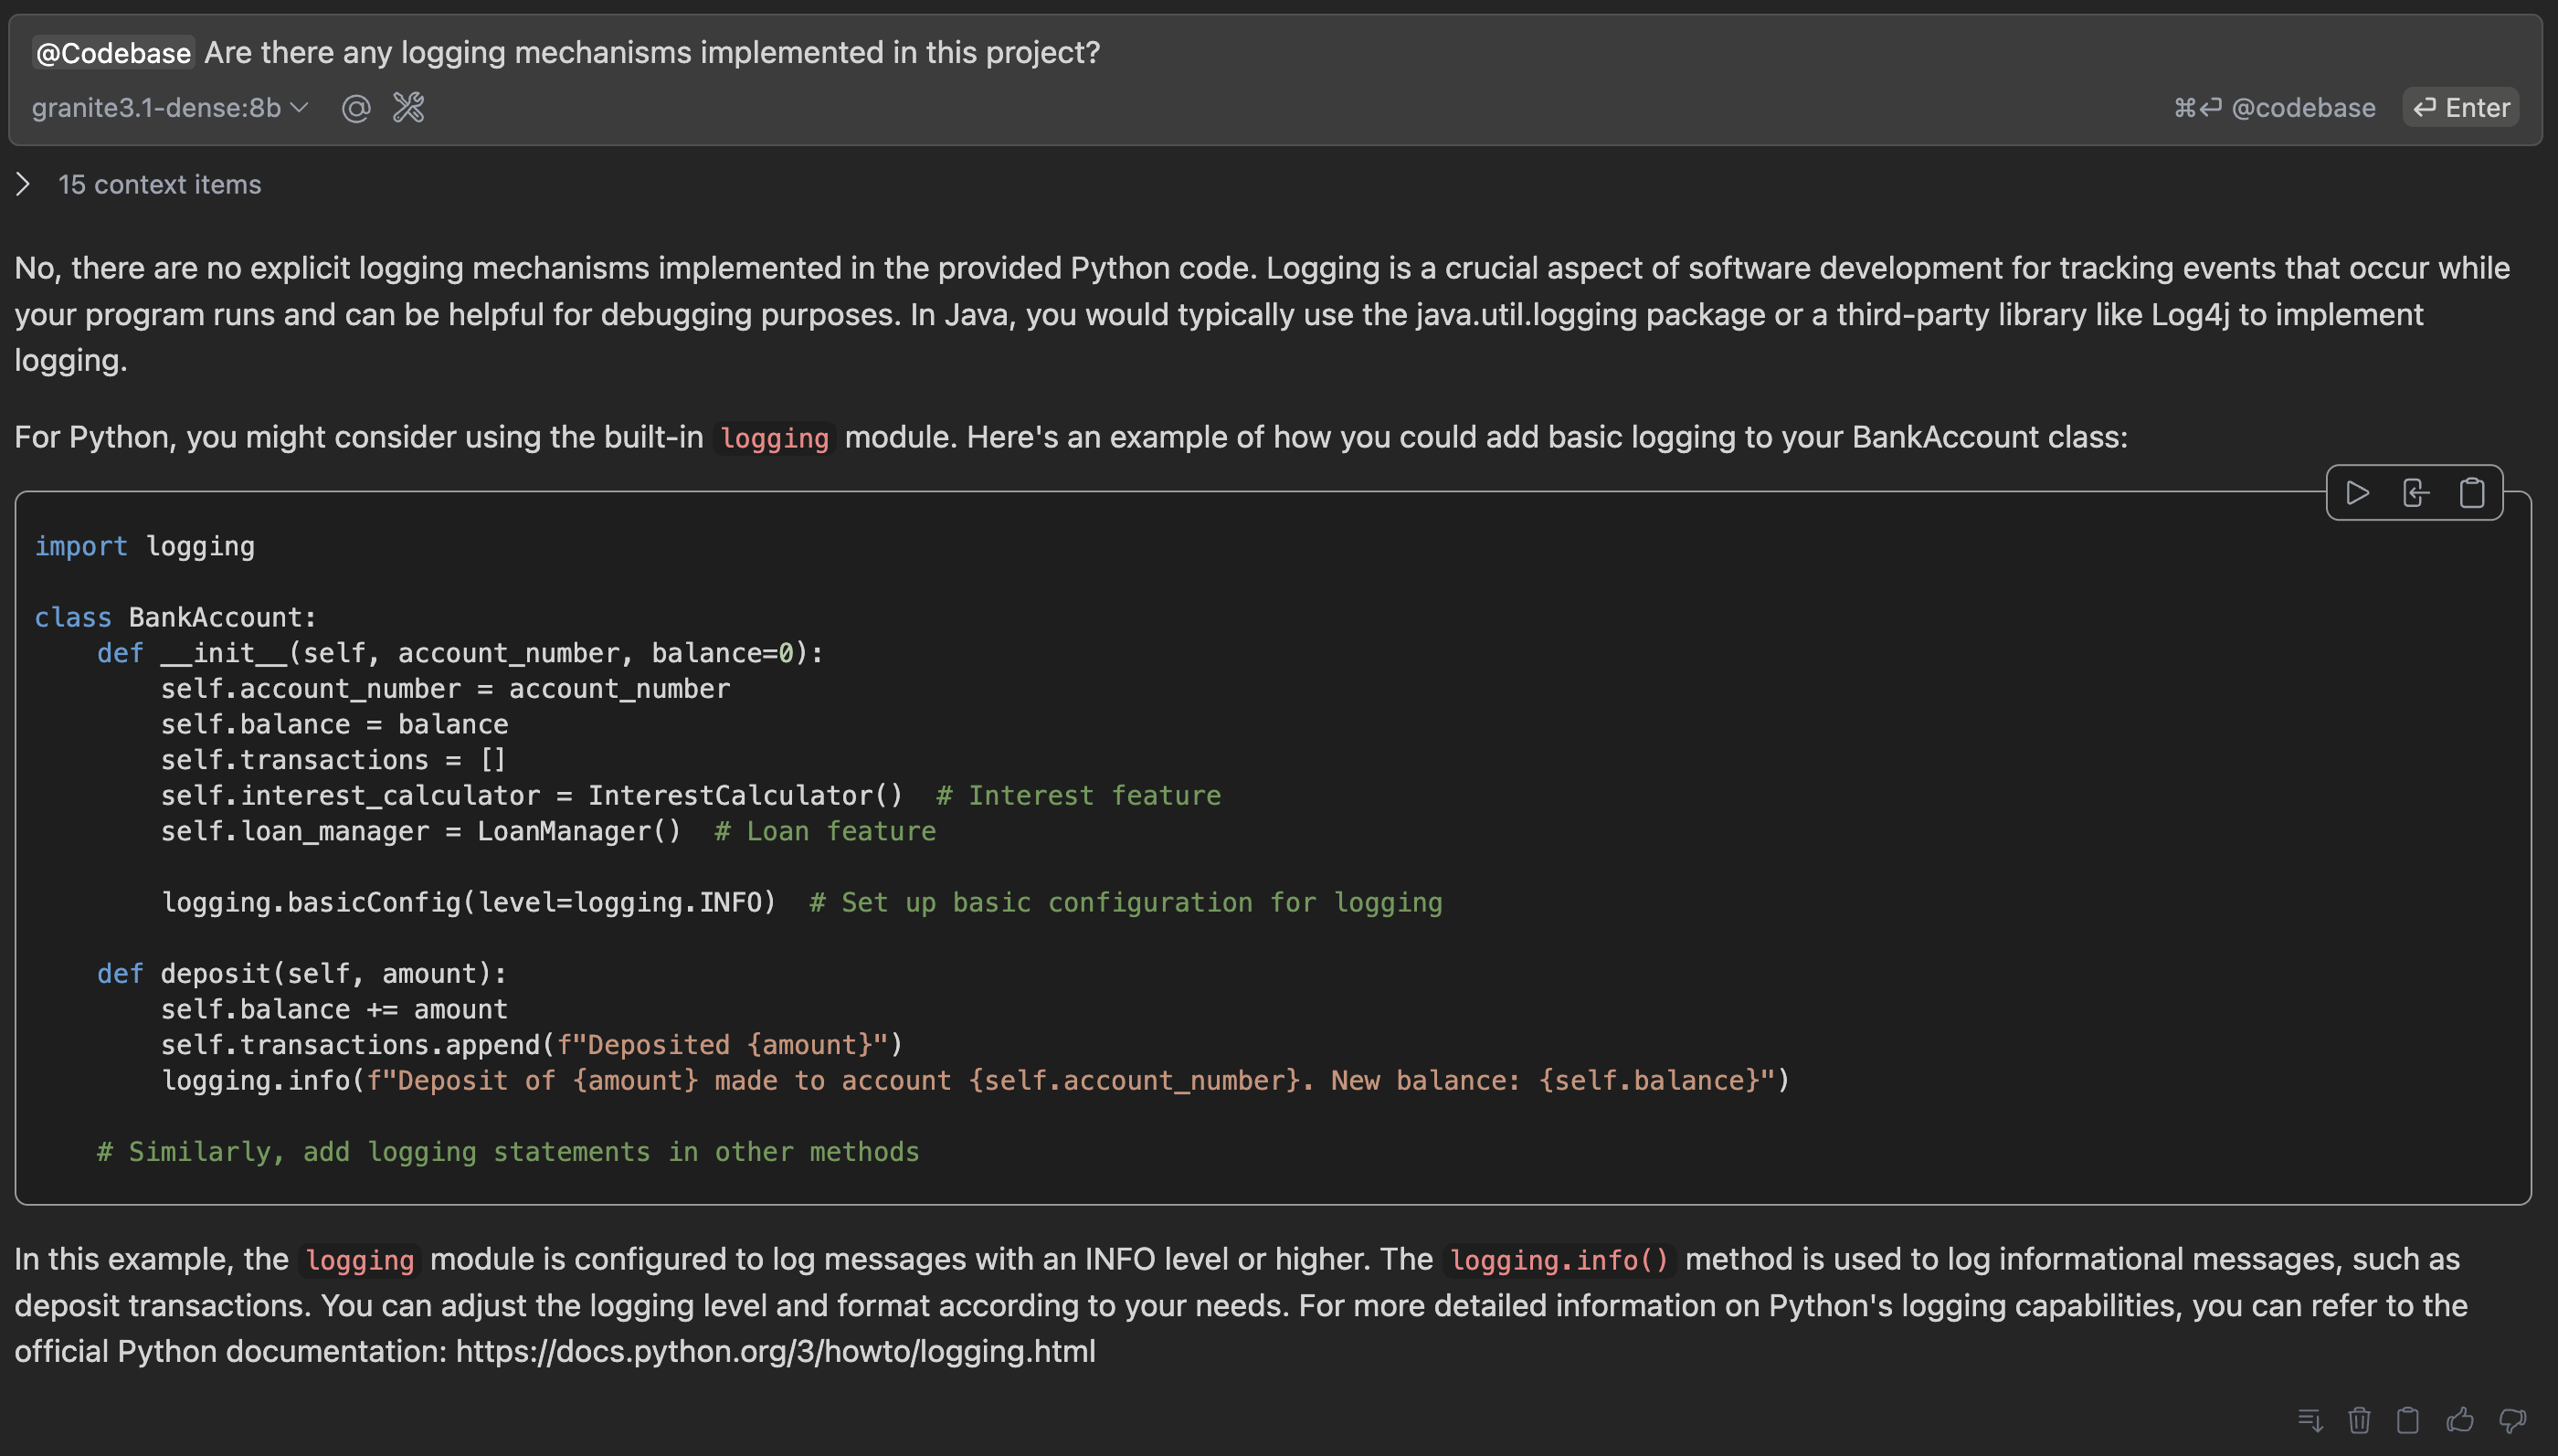 @Codebase Are there any logging mechanisms implemented in this project?
granite3.1-dense:8b
⌘⏎ @codebase ⏎ Enter
15 context items
No, there are no explicit logging mechanisms implemented in the provided Python code. Logging is a crucial aspect of software development for tracking events that occur while
your program runs and can be helpful for debugging purposes. In Java, you would typically use the java.util.logging package or a third-party library like Log4j to implement
logging.
For Python, you might consider using the built-in logging module. Here's an example of how you could add basic logging to your BankAccount class:
import logging
class BankAccount:
    def __init__(self, account_number, balance=0):
        self.account_number = account_number
        self.balance = balance
        self.transactions = []
        self.interest_calculator = InterestCalculator()  # Interest feature
        self.loan_manager = LoanManager()  # Loan feature
        logging.basicConfig(level=logging.INFO)  # Set up basic configuration for logging
    def deposit(self, amount):
        self.balance += amount
        self.transactions.append(f"Deposited {amount}")
        logging.info(f"Deposit of {amount} made to account {self.account_number}. New balance: {self.balance}")
    # Similarly, add logging statements in other methods
In this example, the logging module is configured to log messages with an INFO level or higher. The logging.info() method is used to log informational messages, such as
deposit transactions. You can adjust the logging level and format according to your needs. For more detailed information on Python's logging capabilities, you can refer to the
official Python documentation: https://docs.python.org/3/howto/logging.html